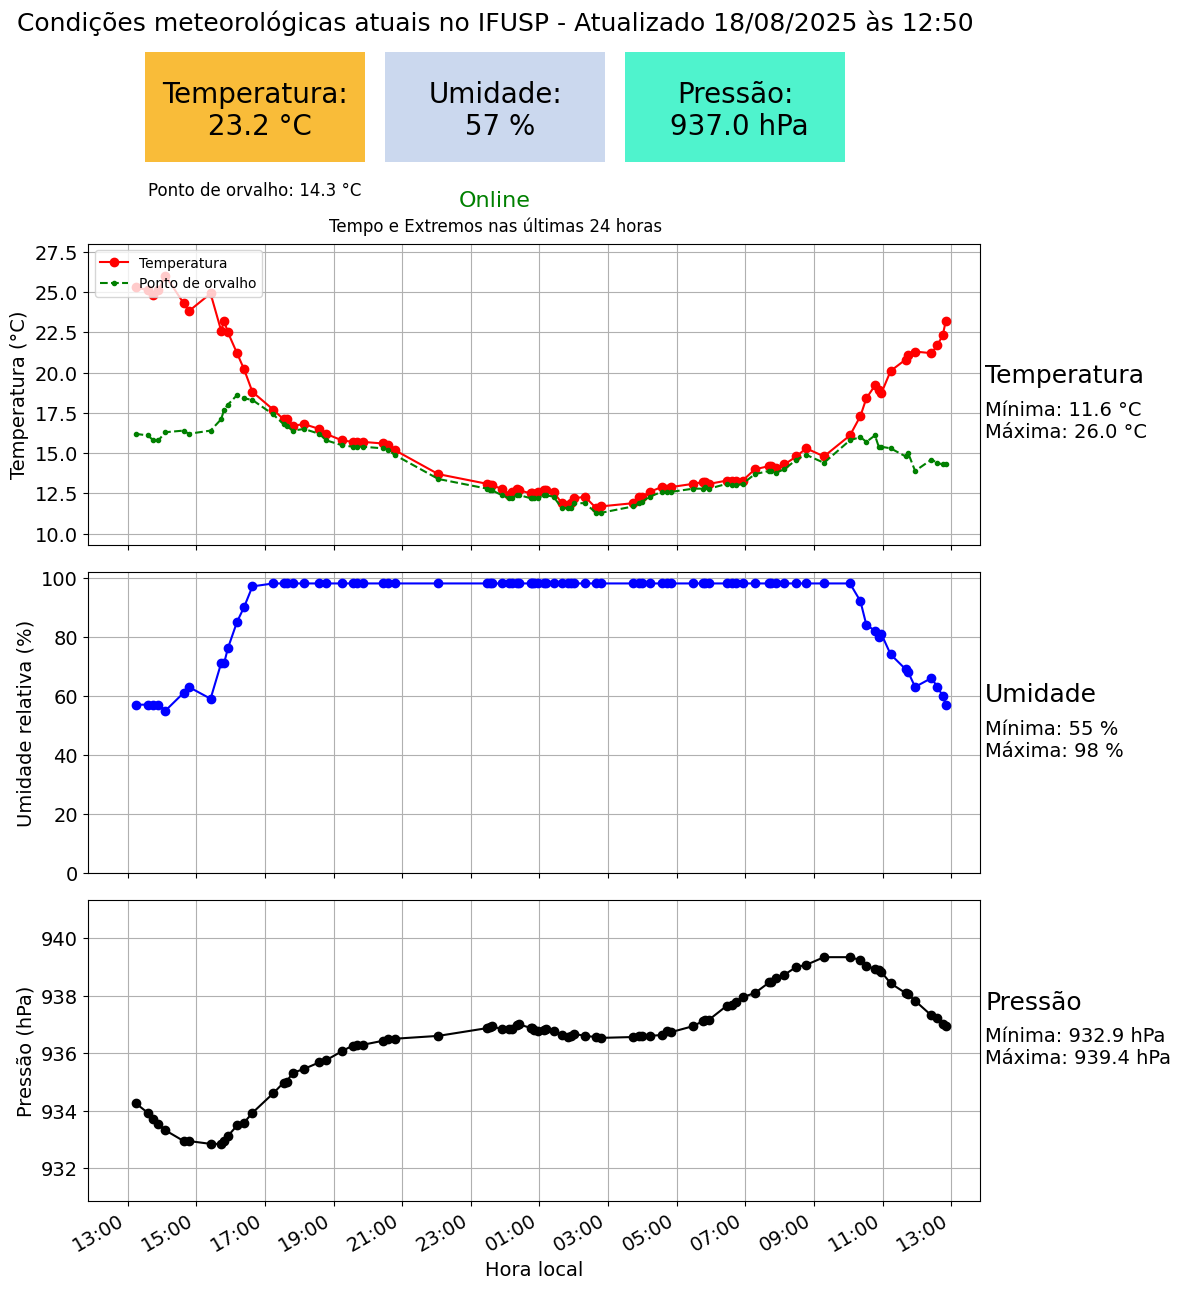 Condições meteorológicas atuais no IFUSP - Atualizado 18/08/2025 às 12:50
Temperatura:
23.2 °C
Umidade:
57 %
Pressão:
937.0 hPa
Ponto de orvalho: 14.3 °C
Online
Tempo e Extremos nas últimas 24 horas
Temperatura (°C)
27.5
25.0
22.5
20.0
17.5
15.0
12.5
10.0
Temperatura
Ponto de orvalho
Temperatura
Mínima: 11.6 °C
Máxima: 26.0 °C
Umidade relativa (%)
100
80
60
40
20
0
Umidade
Mínima: 55 %
Máxima: 98 %
Pressão (hPa)
940
938
936
934
932
Pressão
Mínima: 932.9 hPa
Máxima: 939.4 hPa
13:00 15:00 17:00 19:00 21:00 23:00 01:00 03:00 05:00 07:00 09:00 11:00 13:00
Hora local